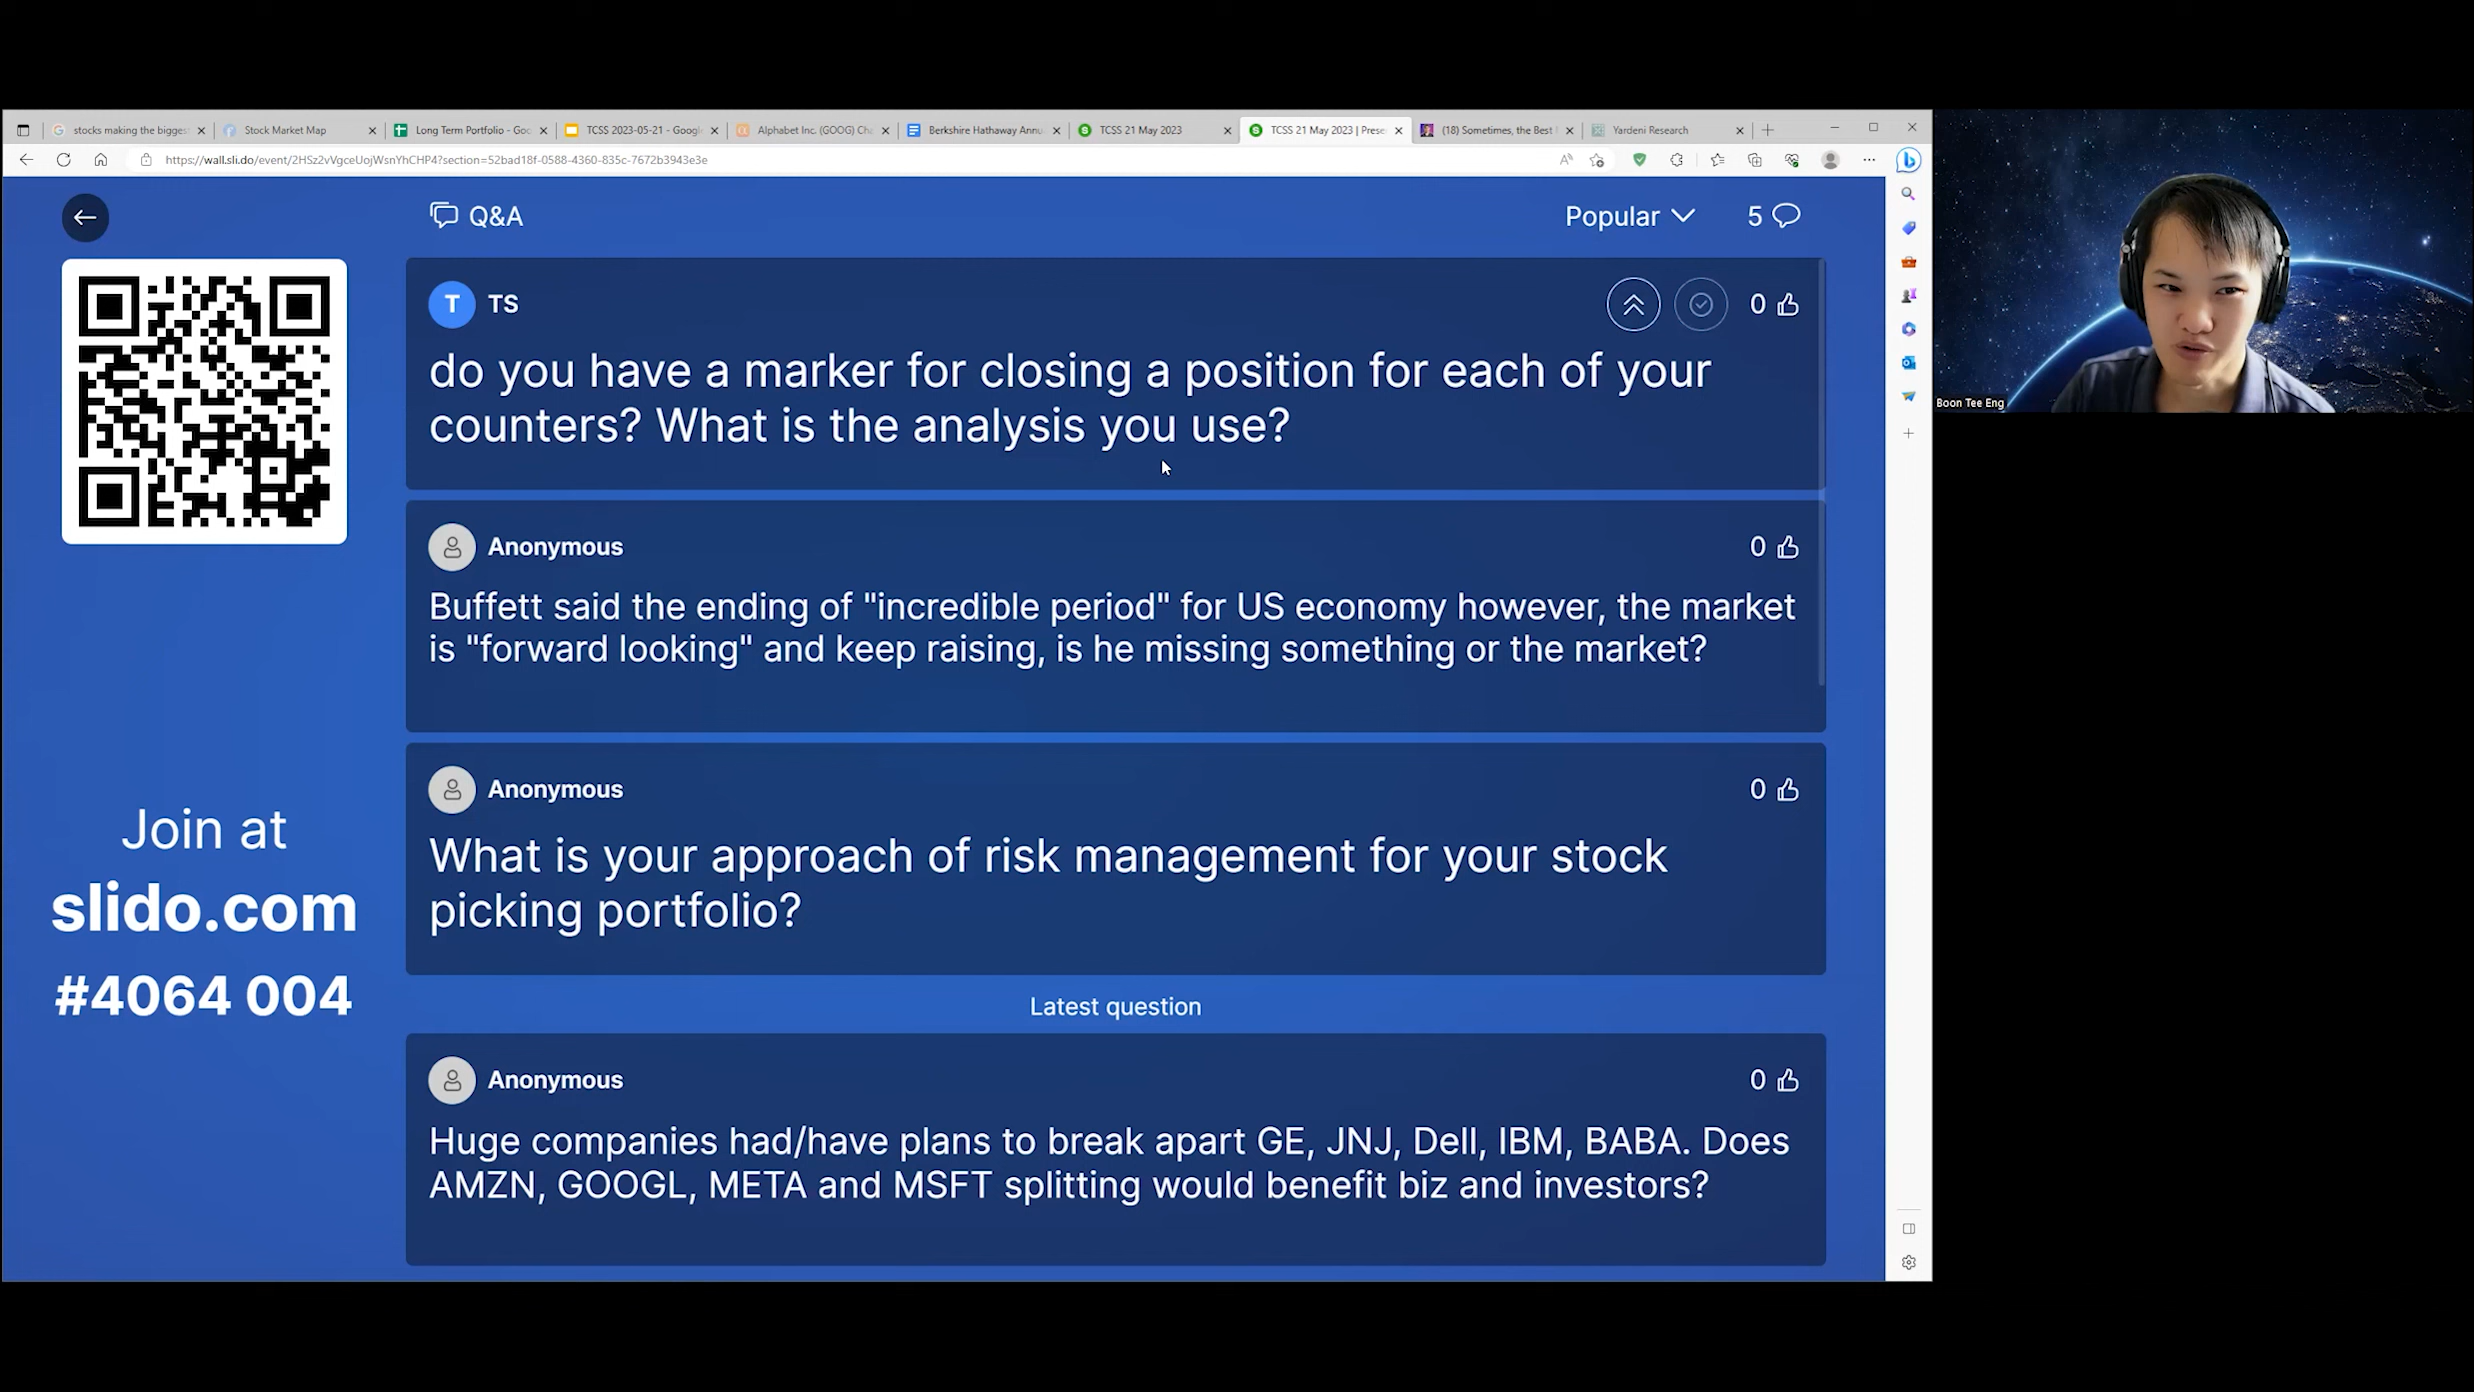 stocks making the bigges
Stock Market Map
Long Term Portfolio - Goo
TCSS 2023-05-21 - Google
Alphabet Inc. (GOOG) Ch
Berkshire Hathaway Annu
TCSS 21 May 2023
TCSS 21 May 2023 | Prese
(18) Sometimes, the Best
Yardeni Research
https://wall.sli.do/event/2HSz2vVgceUojWsnYhCHP4?section=52bad18f-0588-4360-835c-7672b3943e3e
Q&A
Popular
5
T
TS
0
do you have a marker for closing a position for each of your
counters? What is the analysis you use?
Anonymous
0
Buffett said the ending of "incredible period" for US economy however, the market
is "forward looking" and keep raising, is he missing something or the market?
Anonymous
0
What is your approach of risk management for your stock
picking portfolio?
Latest question
Anonymous
0
Huge companies had/have plans to break apart GE, JNJ, Dell, IBM, BABA. Does
AMZN, GOOGL, META and MSFT splitting would benefit biz and investors?
Join at
slido.com
#4064 004
Boon Tee Eng